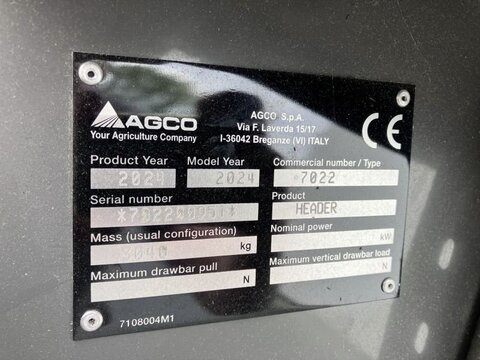 AGCO
Your Agriculture Company
AGCO S.p.A.
Via F. Laverda 15/17
I-36042 Breganze (VI) ITALY
CE
Product Year
Model Year
Commercial number / Type
2024
2024
7022
Serial number
Product
HEADER
Mass (usual configuration)
Nominal power
kg
kW
Maximum drawbar pull
Maximum vertical drawbar load
N
N
7108004M1